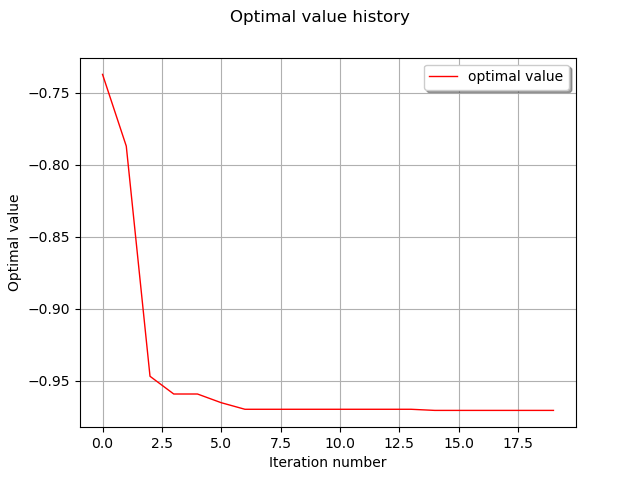 Optimal value history
optimal value
−0.75
−0.80
−0.85
−0.90
−0.95
Optimal value
0.0 2.5 5.0 7.5 10.0 12.5 15.0 17.5
Iteration number